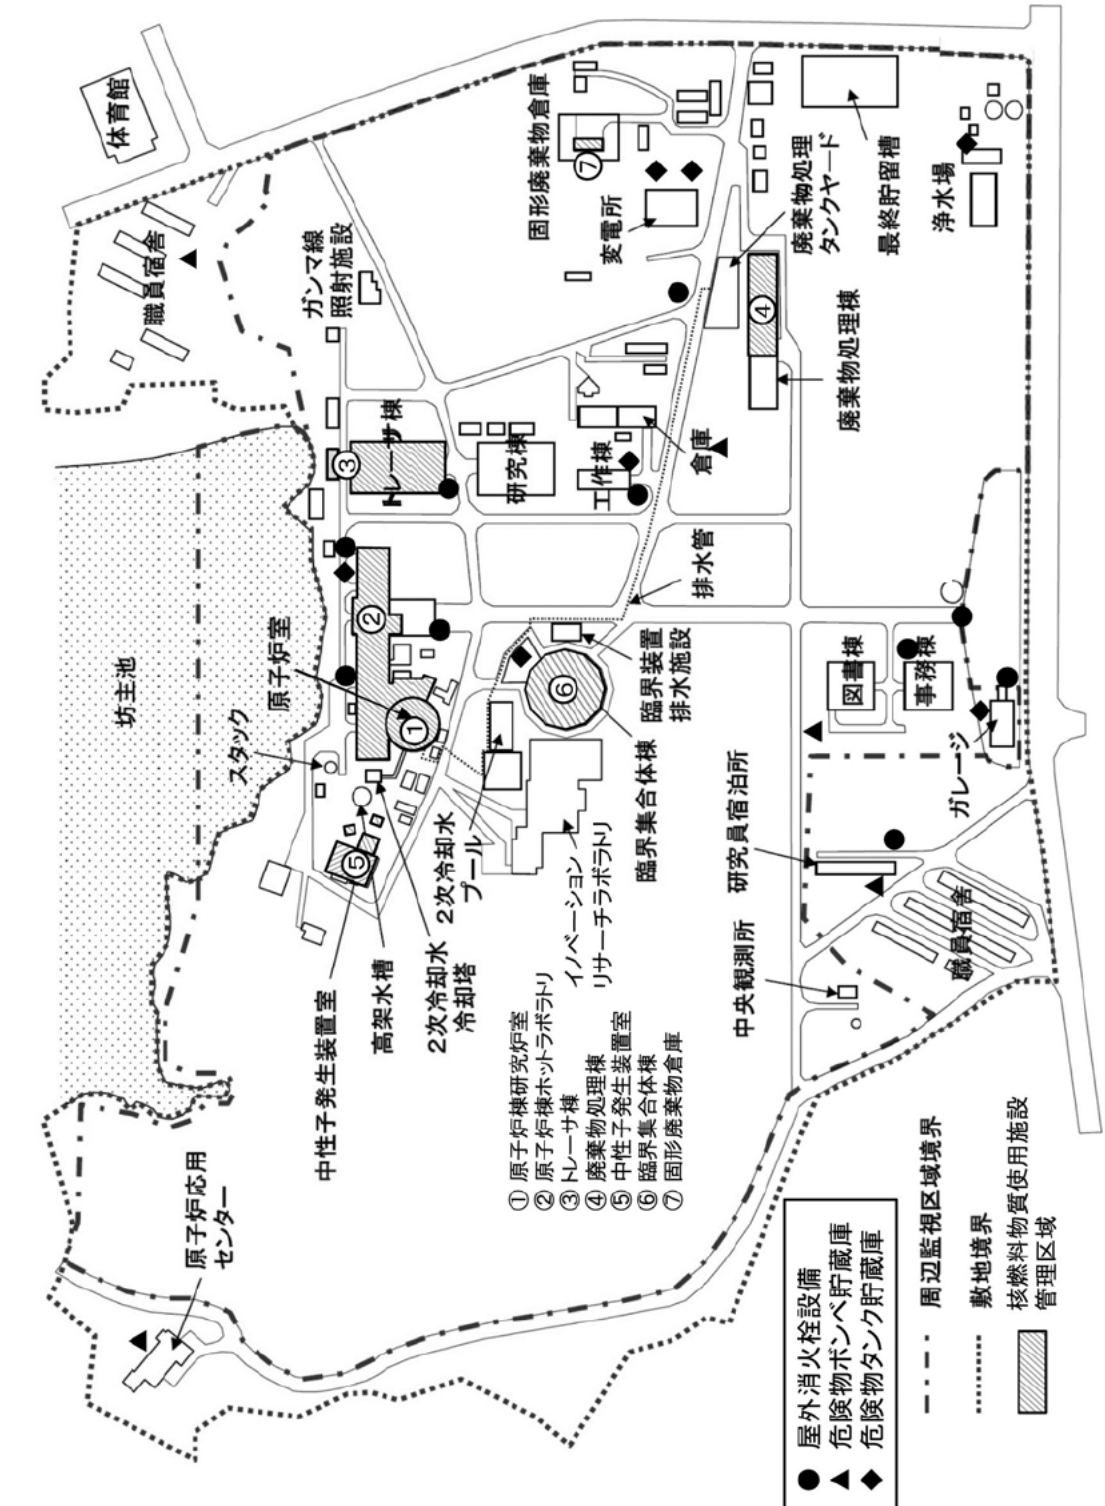 体育館
職員宿舎
ガンマ線
照射施設
固形廃棄物倉庫
⑦
変電所
廃棄物処理
タンクヤード
最終貯留槽
浄水場
④
廃棄物処理棟
③
トレーサ棟
研究棟
工作棟
倉庫
排水管
坊主池
原子炉室
スタック
②
①
⑥
臨界装置
排水施設
臨界集合体棟
図書棟
事務棟
ガレージ
研究員宿泊所
職員宿舎
中央観測所
⑤
2次冷却水
プール
イノベーション
リサーチラボラトリ
2次冷却水
冷却塔
高架水槽
中性子発生装置室
原子炉応用
センター
① 原子炉棟研究炉室
② 原子炉棟ホットラボラトリ
③ トレーサ棟
④ 廃棄物処理棟
⑤ 中性子発生装置室
⑥ 臨界集合体棟
⑦ 固形廃棄物倉庫
● 屋外消火栓設備
▲ 危険物ボンベ貯蔵庫
◆ 危険物タンク貯蔵庫
周辺監視区域境界
敷地境界
核燃料物質使用施設
管理区域